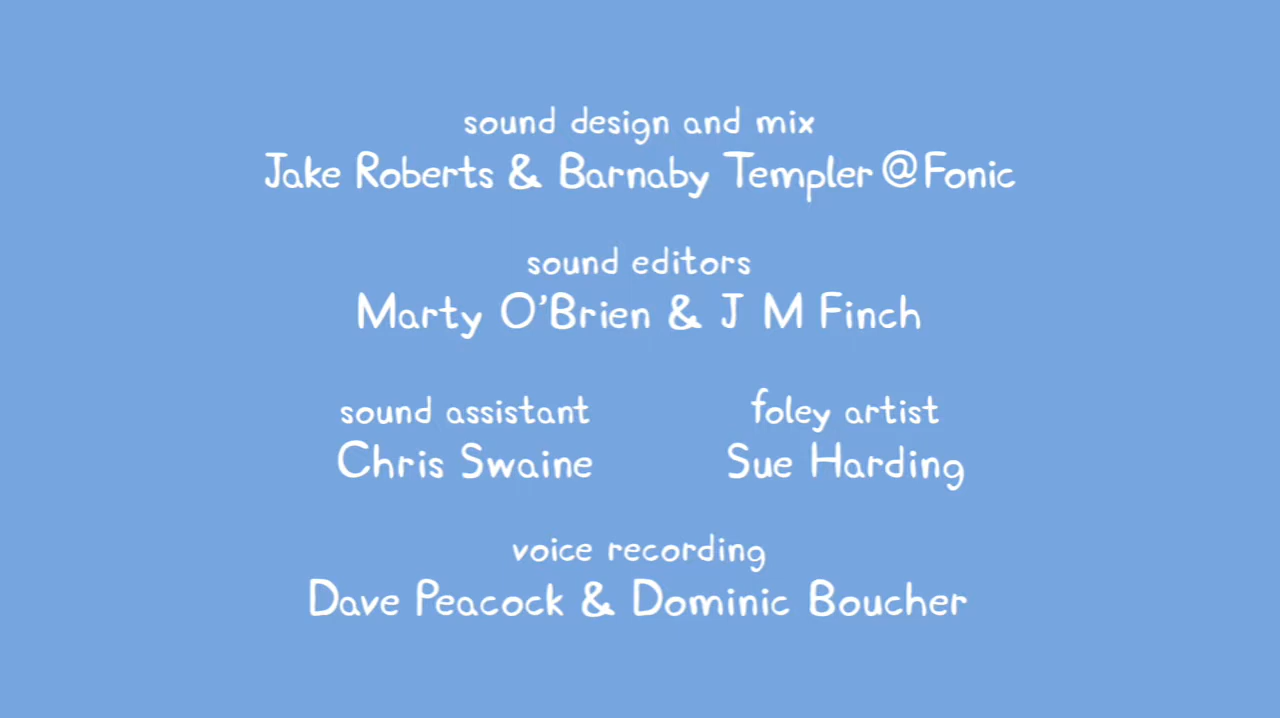 sound design and mix
Jake Roberts & Barnaby Templer@Fonic
sound editors
Marty O'Brien & J M Finch
sound assistant
Chris Swaine
foley artist
Sue Harding
voice recording
Dave Peacock & Dominic Boucher